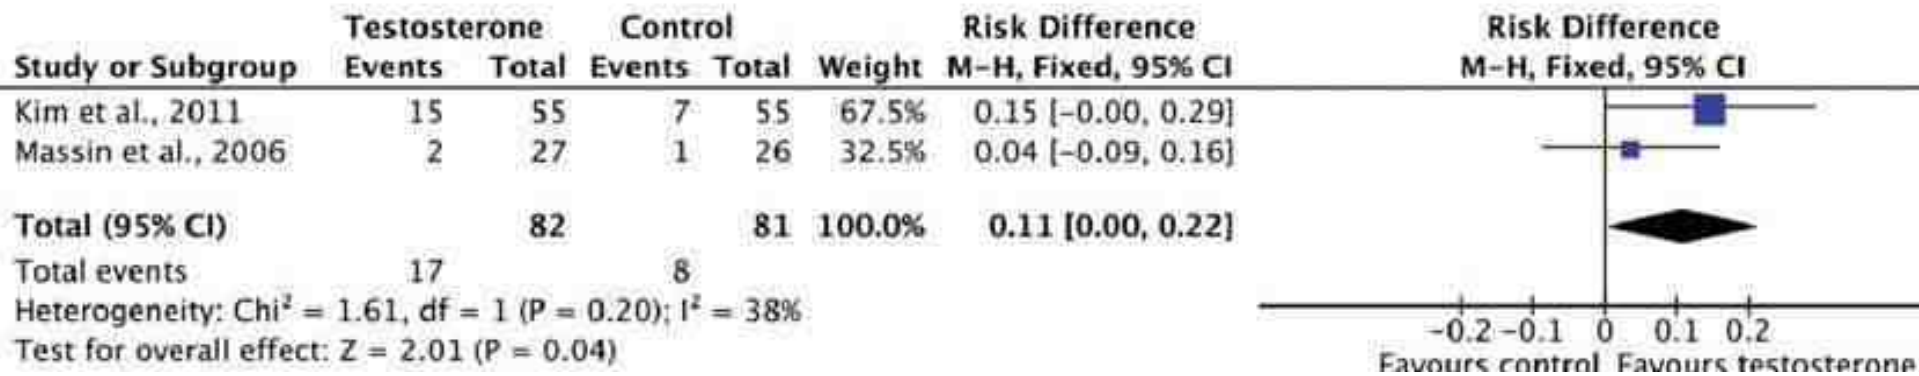 Testosterone Control Risk Difference Risk Difference
Study or Subgroup Events Total Events Total Weight M-H, Fixed, 95% CI M-H, Fixed, 95% CI
Kim et al., 2011 15 55 7 55 67.5% 0.15 [-0.00, 0.29]
Massin et al., 2006 2 27 1 26 32.5% 0.04 [-0.09, 0.16]
Total (95% CI) 82 81 100.0% 0.11 [0.00, 0.22]
Total events 17 8
Heterogeneity: Chi² = 1.61, df = 1 (P = 0.20); I² = 38%
Test for overall effect: Z = 2.01 (P = 0.04)
-0.2 -0.1 0 0.1 0.2
Favours control Favours testosterone